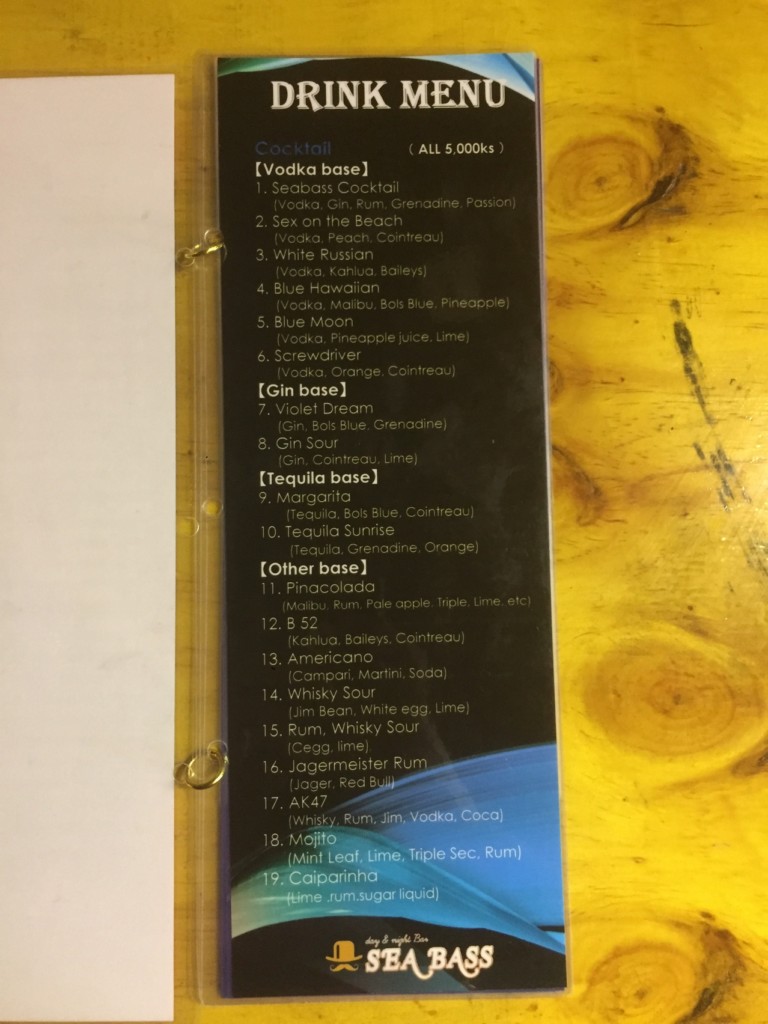 DRINK MENU
Cocktail ( ALL 5,000ks )
【Vodka base】
1. Seabass Cocktail
(Vodka, Gin, Rum, Grenadine, Passion)
2. Sex on the Beach
(Vodka, Peach, Cointreau)
3. White Russian
(Vodka, Kahlua, Baileys)
4. Blue Hawaiian
(Vodka, Malibu, Bols Blue, Pineapple)
5. Blue Moon
(Vodka, Pineapple juice, Lime)
6. Screwdriver
(Vodka, Orange, Cointreau)
【Gin base】
7. Violet Dream
(Gin, Bols Blue, Grenadine)
8. Gin Sour
(Gin, Cointreau, Lime)
【Tequila base】
9. Margarita
(Tequila, Bols Blue, Cointreau)
10. Tequila Sunrise
(Tequila, Grenadine, Orange)
【Other base】
11. Pinacolada
(Malibu, Rum, Pale apple, Triple, Lime, etc)
12. B 52
(Kahlua, Baileys, Cointreau)
13. Americano
(Campari, Martini, Soda)
14. Whisky Sour
(Jim Bean, White egg, Lime)
15. Rum, Whisky Sour
(Cegg, lime)
16. Jagermeister Rum
(Jager, Red Bull)
17. AK47
(Whisky, Rum, Jim, Vodka, Coca)
18. Mojito
(Mint Leaf, Lime, Triple Sec, Rum)
19. Caiparinha
(Lime .rum.sugar liquid)
day & night Bar
SEA BASS